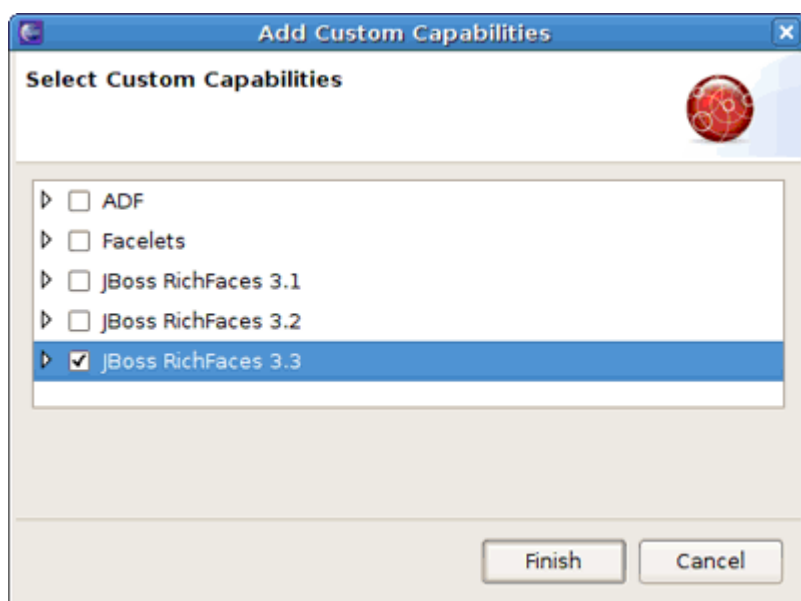 Add Custom Capabilities
Select Custom Capabilities
ADF
Facelets
JBoss RichFaces 3.1
JBoss RichFaces 3.2
JBoss RichFaces 3.3
Finish Cancel